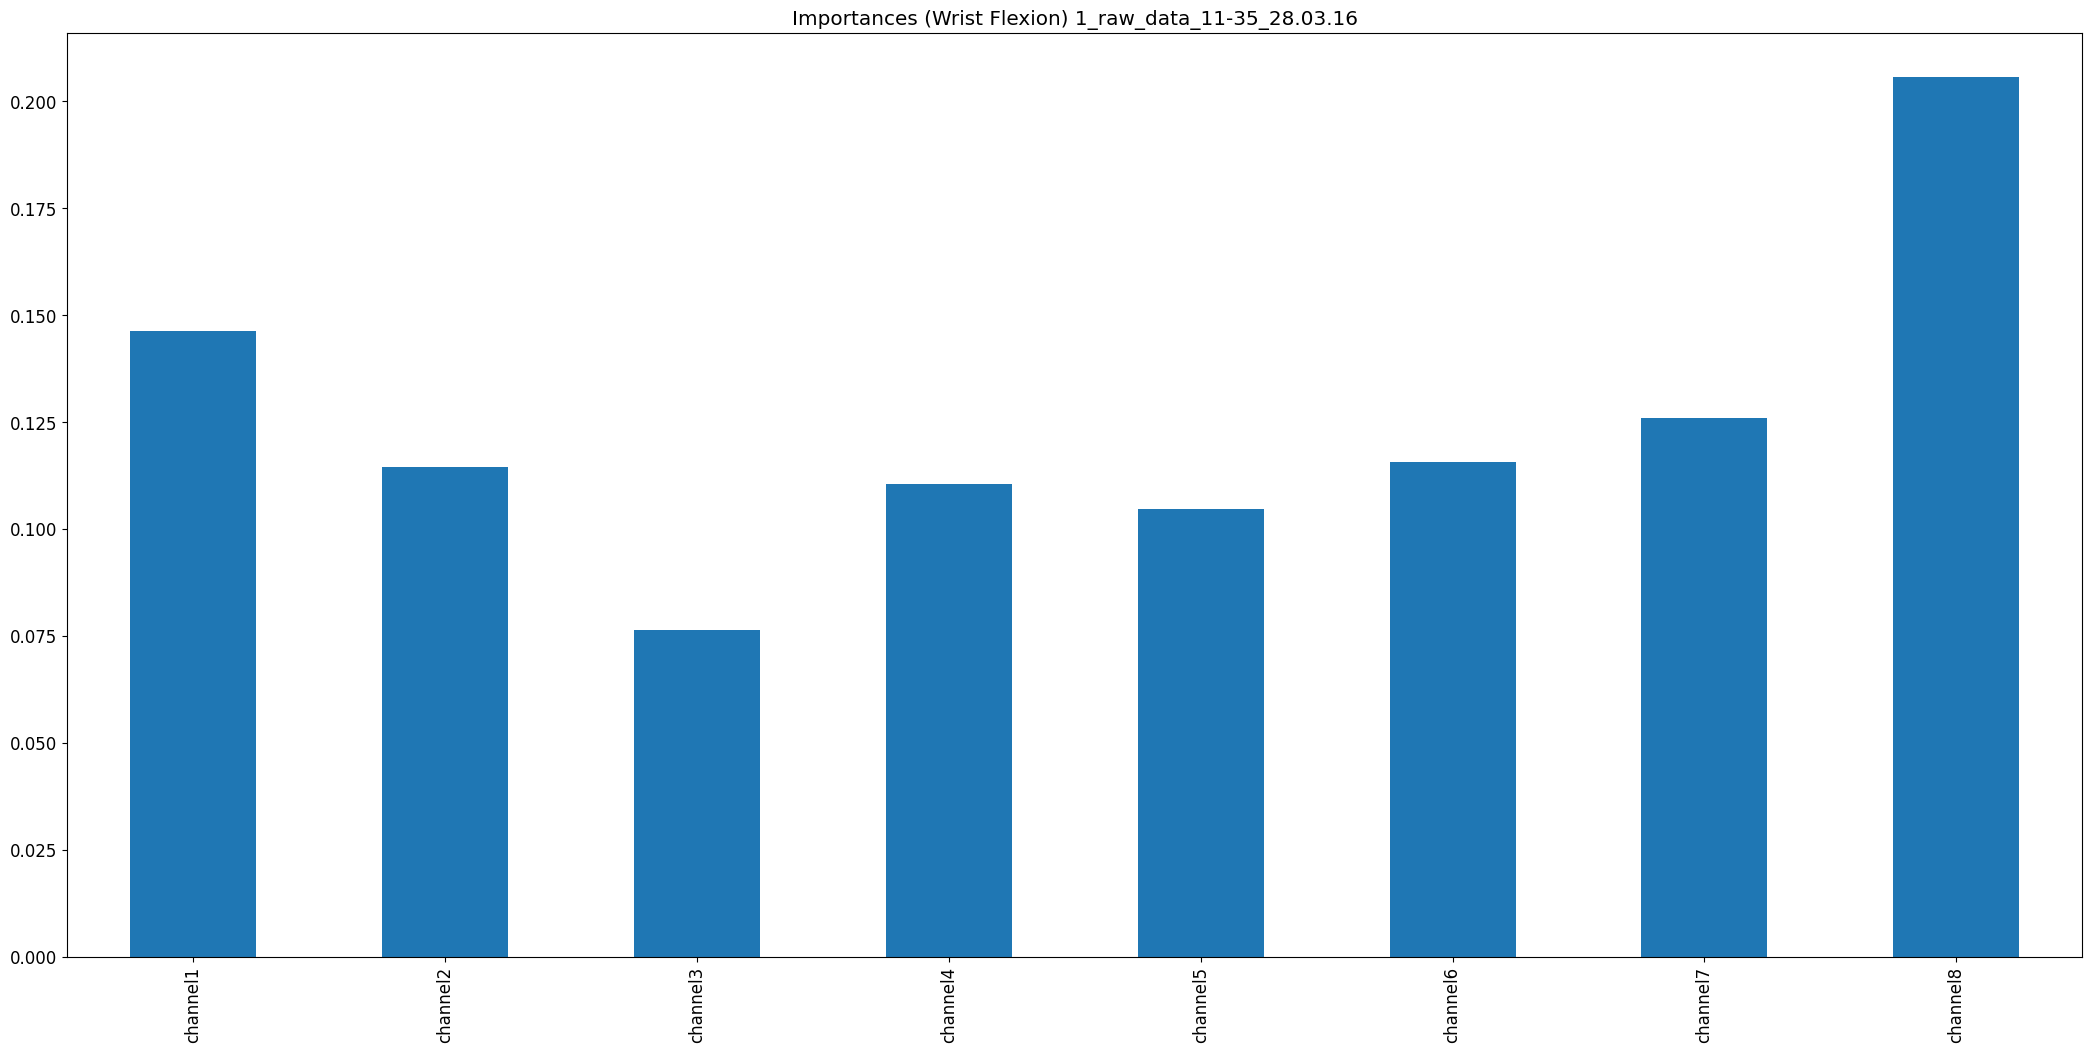 Importances (Wrist Flexion) 1_raw_data_11-35_28.03.16
0.200
0.175
0.150
0.125
0.100
0.075
0.050
0.025
0.000
channel1
channel2
channel3
channel4
channel5
channel6
channel7
channel8